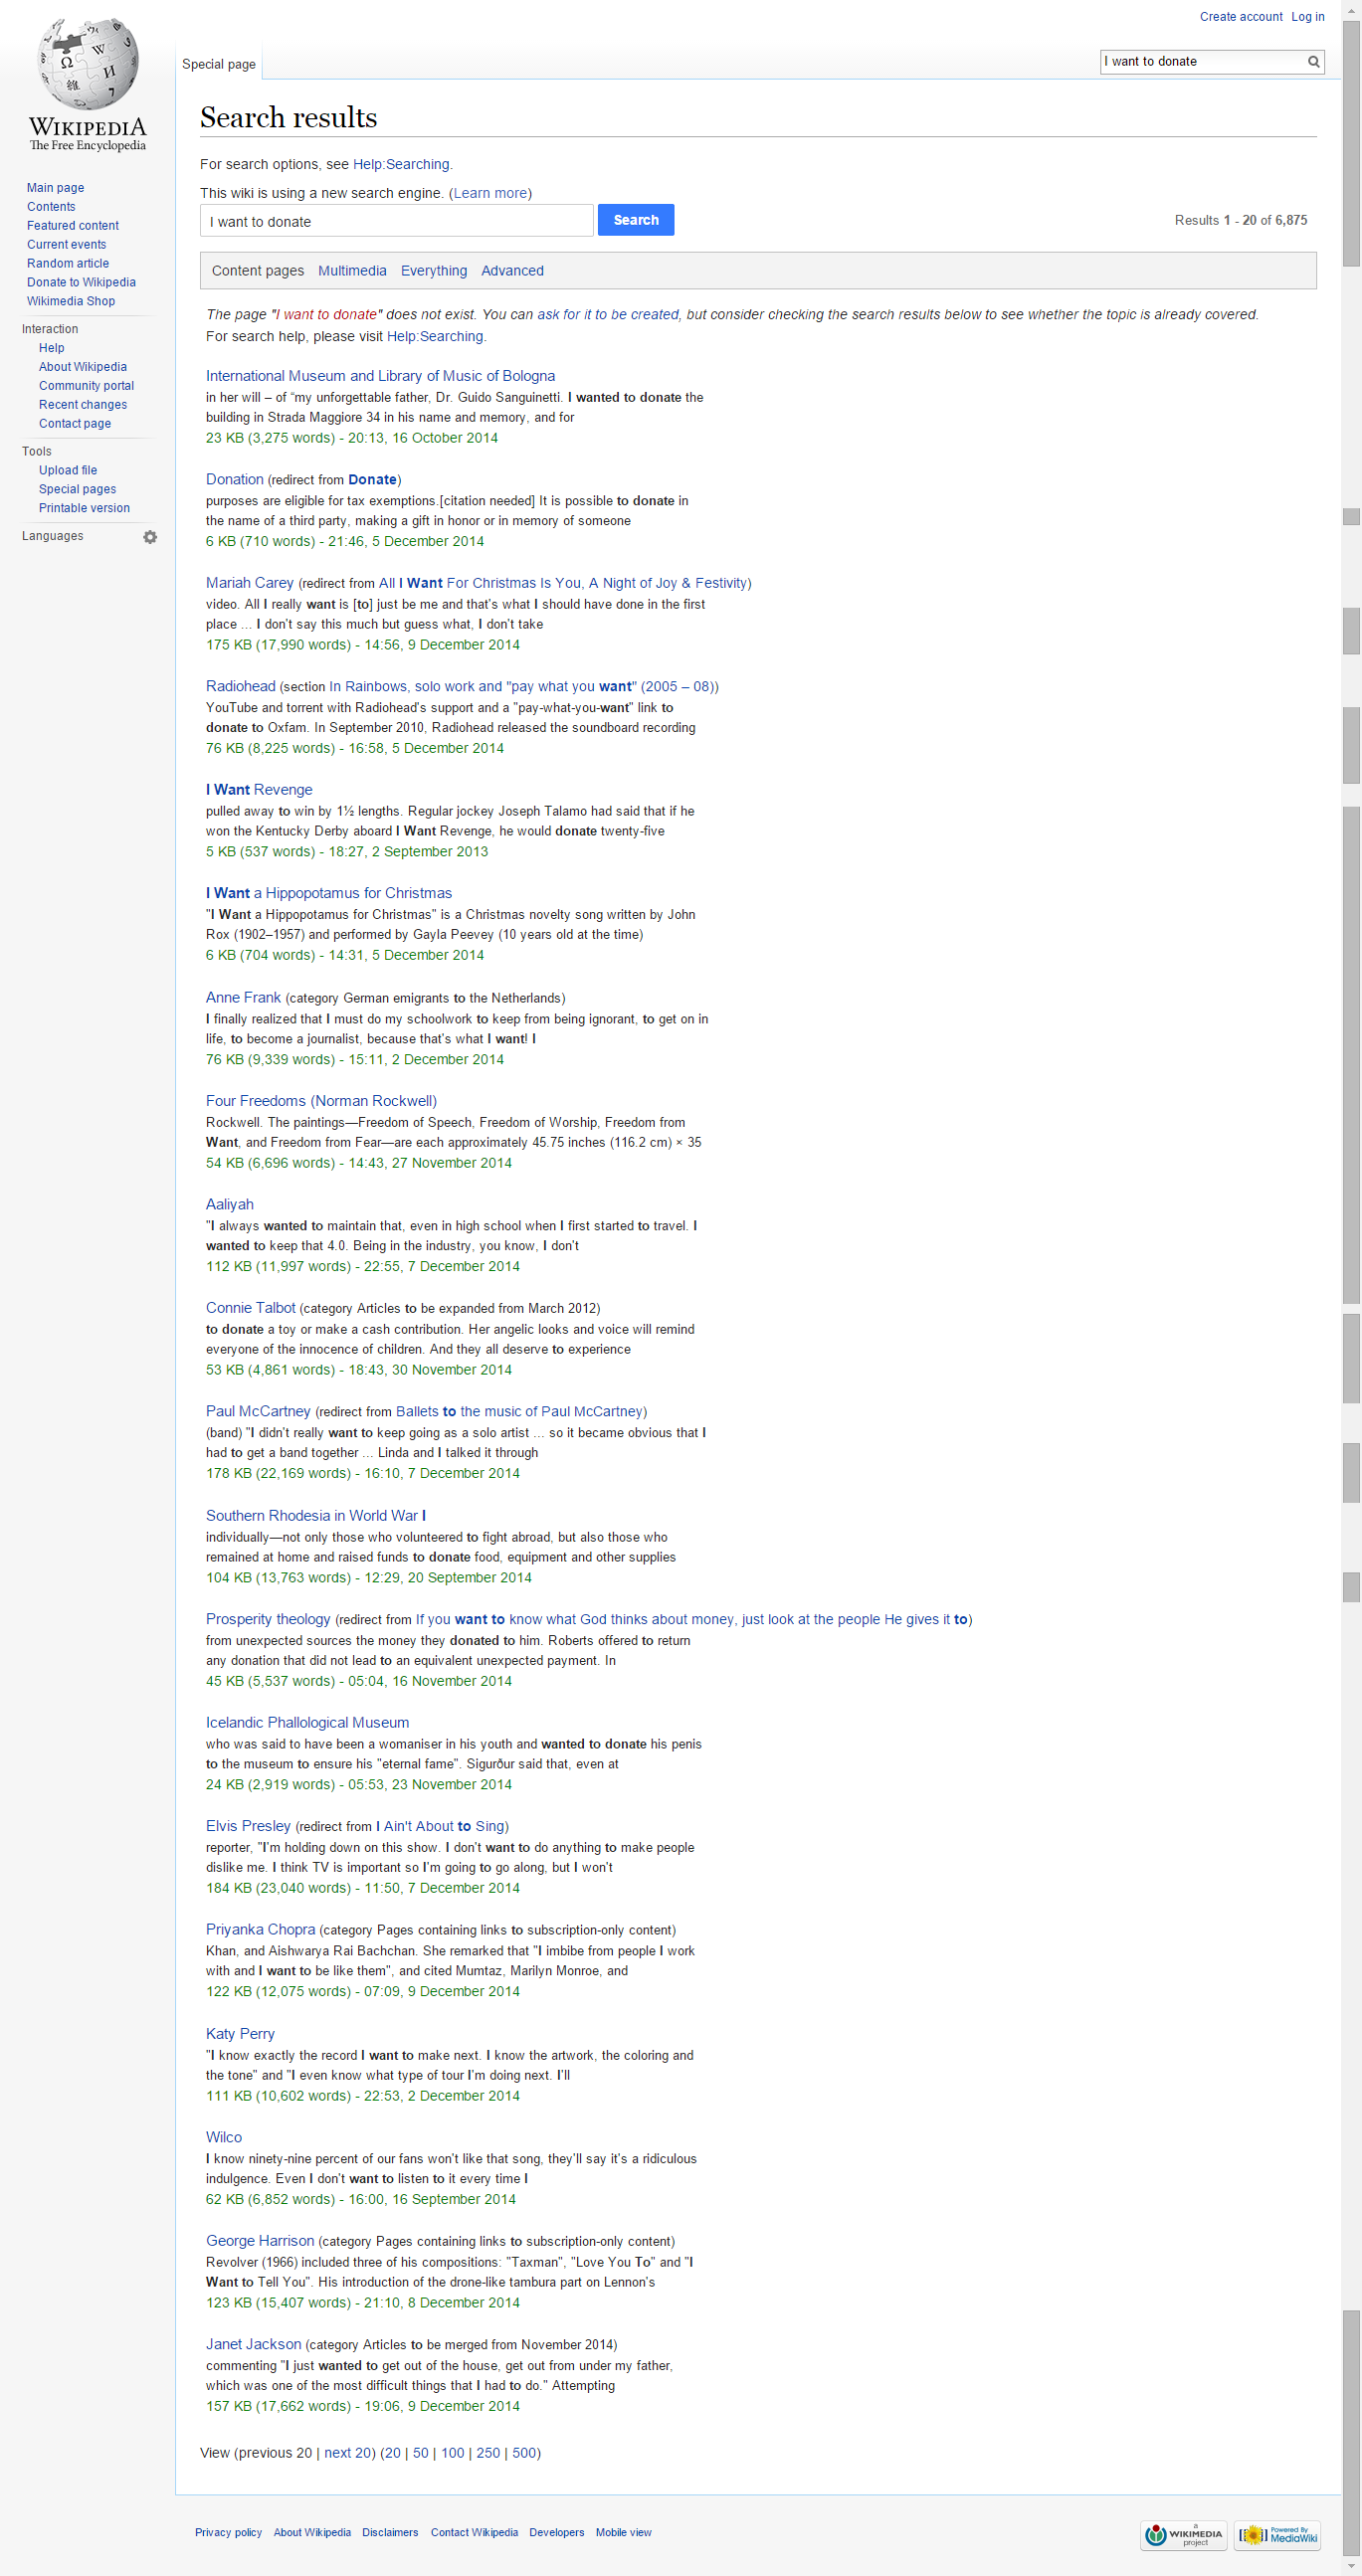 Create account Log in
Special page
I want to donate
WIKIPEDIA
The Free Encyclopedia
Main page
Contents
Featured content
Current events
Random article
Donate to Wikipedia
Wikimedia Shop
Interaction
Help
About Wikipedia
Community portal
Recent changes
Contact page
Tools
Upload file
Special pages
Printable version
Languages
Search results
For search options, see Help:Searching.
This wiki is using a new search engine. (Learn more)
I want to donate Search Results 1 - 20 of 6,875
Content pages Multimedia Everything Advanced
The page "I want to donate" does not exist. You can ask for it to be created, but consider checking the search results below to see whether the topic is already covered.
For search help, please visit Help:Searching.
International Museum and Library of Music of Bologna
in her will – of “my unforgettable father, Dr. Guido Sanguinetti. I wanted to donate the
building in Strada Maggiore 34 in his name and memory, and for
23 KB (3,275 words) - 20:13, 16 October 2014
Donation (redirect from Donate)
purposes are eligible for tax exemptions.[citation needed] It is possible to donate in
the name of a third party, making a gift in honor or in memory of someone
6 KB (710 words) - 21:46, 5 December 2014
Mariah Carey (redirect from All I Want For Christmas Is You, A Night of Joy & Festivity)
video. All I really want is [to] just be me and that's what I should have done in the first
place ... I don't say this much but guess what, I don't take
175 KB (17,990 words) - 14:56, 9 December 2014
Radiohead (section In Rainbows, solo work and "pay what you want" (2005 – 08))
YouTube and torrent with Radiohead's support and a "pay-what-you-want" link to
donate to Oxfam. In September 2010, Radiohead released the soundboard recording
76 KB (8,225 words) - 16:58, 5 December 2014
I Want Revenge
pulled away to win by 1½ lengths. Regular jockey Joseph Talamo had said that if he
won the Kentucky Derby aboard I Want Revenge, he would donate twenty-five
5 KB (537 words) - 18:27, 2 September 2013
I Want a Hippopotamus for Christmas
"I Want a Hippopotamus for Christmas" is a Christmas novelty song written by John
Rox (1902–1957) and performed by Gayla Peevey (10 years old at the time)
6 KB (704 words) - 14:31, 5 December 2014
Anne Frank (category German emigrants to the Netherlands)
I finally realized that I must do my schoolwork to keep from being ignorant, to get on in
life, to become a journalist, because that's what I want! I
76 KB (9,339 words) - 15:11, 2 December 2014
Four Freedoms (Norman Rockwell)
Rockwell. The paintings—Freedom of Speech, Freedom of Worship, Freedom from
Want, and Freedom from Fear—are each approximately 45.75 inches (116.2 cm) × 35
54 KB (6,696 words) - 14:43, 27 November 2014
Aaliyah
"I always wanted to maintain that, even in high school when I first started to travel. I
wanted to keep that 4.0. Being in the industry, you know, I don't
112 KB (11,997 words) - 22:55, 7 December 2014
Connie Talbot (category Articles to be expanded from March 2012)
to donate a toy or make a cash contribution. Her angelic looks and voice will remind
everyone of the innocence of children. And they all deserve to experience
53 KB (4,861 words) - 18:43, 30 November 2014
Paul McCartney (redirect from Ballets to the music of Paul McCartney)
(band) "I didn't really want to keep going as a solo artist ... so it became obvious that I
had to get a band together ... Linda and I talked it through
178 KB (22,169 words) - 16:10, 7 December 2014
Southern Rhodesia in World War I
individually—not only those who volunteered to fight abroad, but also those who
remained at home and raised funds to donate food, equipment and other supplies
104 KB (13,763 words) - 12:29, 20 September 2014
Prosperity theology (redirect from If you want to know what God thinks about money, just look at the people He gives it to)
from unexpected sources the money they donated to him. Roberts offered to return
any donation that did not lead to an equivalent unexpected payment. In
45 KB (5,537 words) - 05:04, 16 November 2014
Icelandic Phallological Museum
who was said to have been a womaniser in his youth and wanted to donate his penis
to the museum to ensure his "eternal fame". Sigurður said that, even at
24 KB (2,919 words) - 05:53, 23 November 2014
Elvis Presley (redirect from I Ain't About to Sing)
reporter, "I'm holding down on this show. I don't want to do anything to make people
dislike me. I think TV is important so I'm going to go along, but I won't
184 KB (23,040 words) - 11:50, 7 December 2014
Priyanka Chopra (category Pages containing links to subscription-only content)
Khan, and Aishwarya Rai Bachchan. She remarked that "I imbibe from people I work
with and I want to be like them", and cited Mumtaz, Marilyn Monroe, and
122 KB (12,075 words) - 07:09, 9 December 2014
Katy Perry
"I know exactly the record I want to make next. I know the artwork, the coloring and
the tone" and "I even know what type of tour I'm doing next. I'll
111 KB (10,602 words) - 22:53, 2 December 2014
Wilco
I know ninety-nine percent of our fans won't like that song, they'll say it's a ridiculous
indulgence. Even I don't want to listen to it every time I
62 KB (6,852 words) - 16:00, 16 September 2014
George Harrison (category Pages containing links to subscription-only content)
Revolver (1966) included three of his compositions: "Taxman", "Love You To" and "I
Want to Tell You". His introduction of the drone-like tambura part on Lennon's
123 KB (15,407 words) - 21:10, 8 December 2014
Janet Jackson (category Articles to be merged from November 2014)
commenting "I just wanted to get out of the house, get out from under my father,
which was one of the most difficult things that I had to do." Attempting
157 KB (17,662 words) - 19:06, 9 December 2014
View (previous 20 | next 20) (20 | 50 | 100 | 250 | 500)
Privacy policy About Wikipedia Disclaimers Contact Wikipedia Developers Mobile view
a
WIKIMEDIA
project
Powered By
MediaWiki